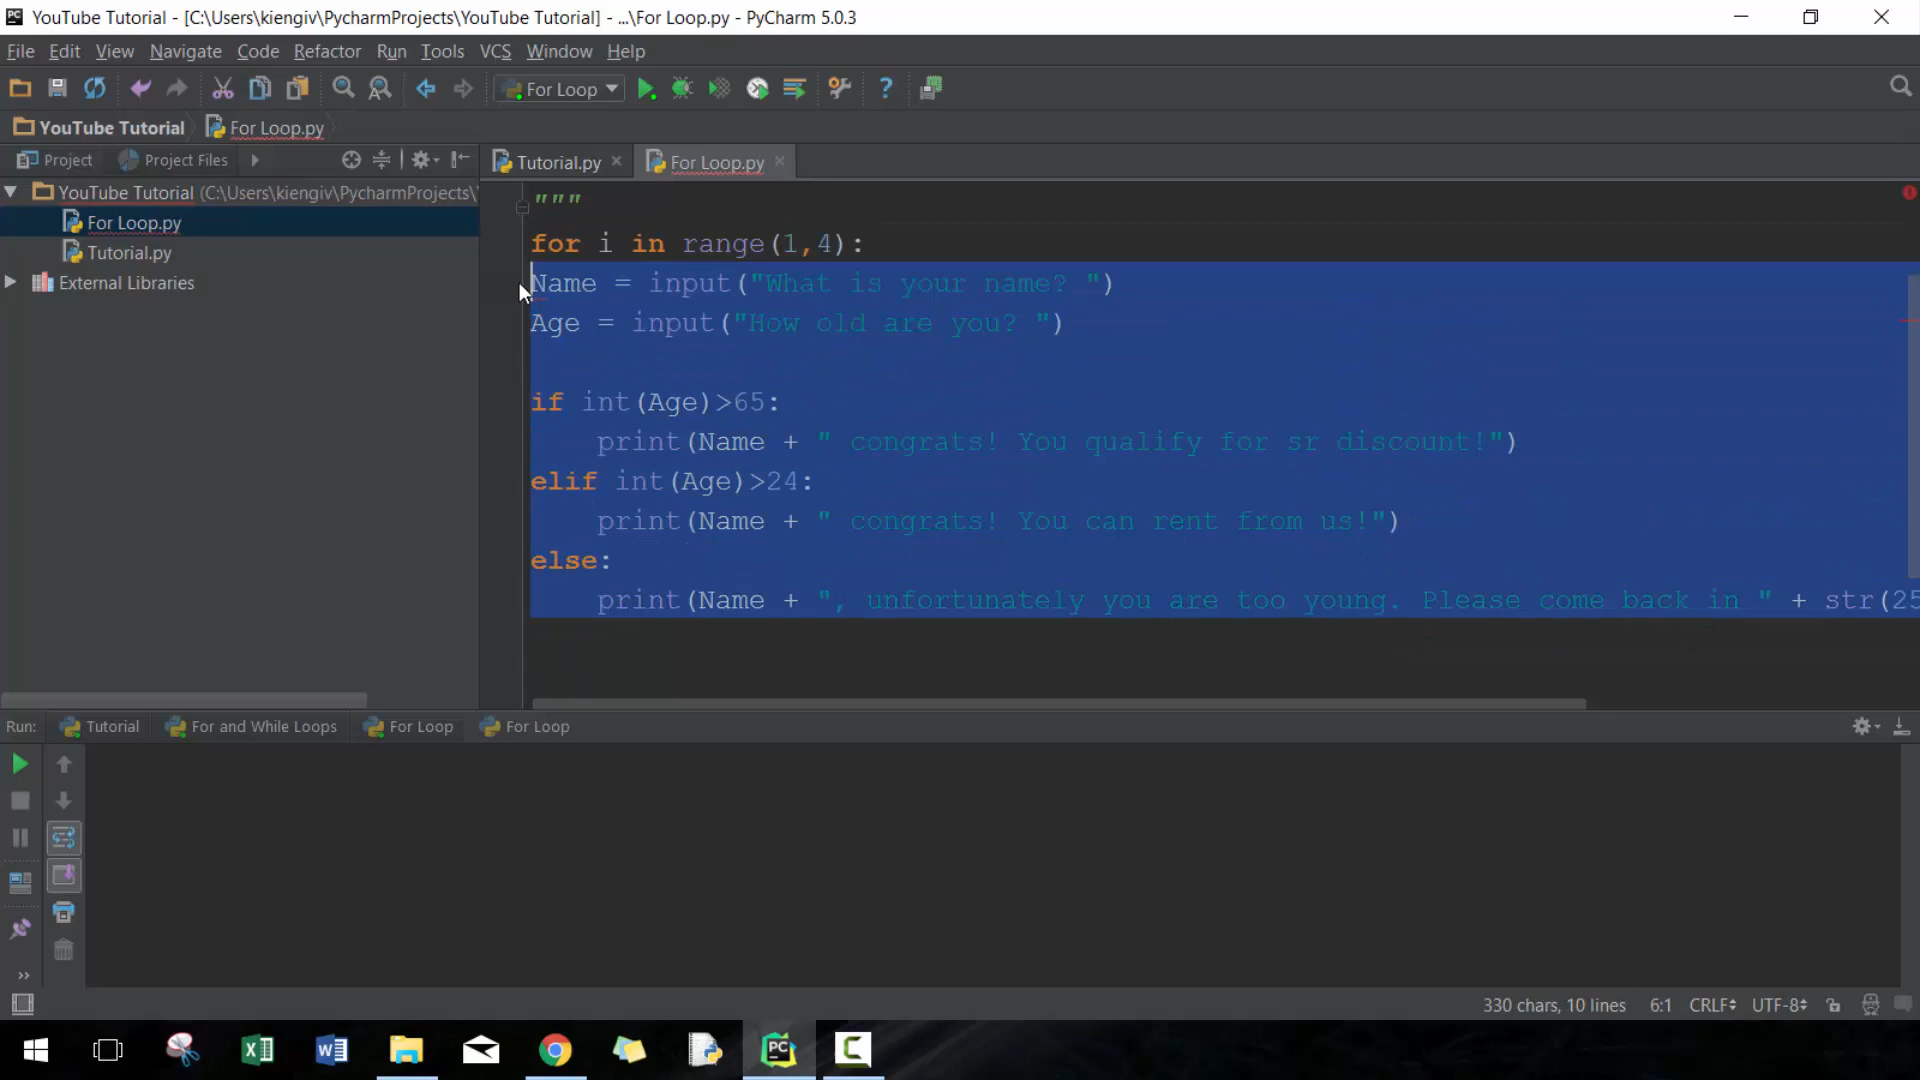 YouTube Tutorial - [C:\Users\kiengiv\PycharmProjects\YouTube Tutorial] - ...\For Loop.py - PyCharm 5.0.3
File Edit View Navigate Code Refactor Run Tools VCS Window Help
For Loop
YouTube Tutorial For Loop.py
Project Project Files Tutorial.py For Loop.py
YouTube Tutorial (C:\Users\kiengiv\PycharmProjects\
For Loop.py
Tutorial.py
External Libraries
"""
for i in range(1,4):
Name = input("What is your name? ")
Age = input("How old are you? ")
if int(Age)>65:
print(Name + " congrats! You qualify for sr discount!")
elif int(Age)>24:
print(Name + " congrats! You can rent from us!")
else:
print(Name + ", unfortunately you are too young. Please come back in " + str(25
Run: Tutorial For and While Loops For Loop For Loop
330 chars, 10 lines 6:1 CRLF UTF-8